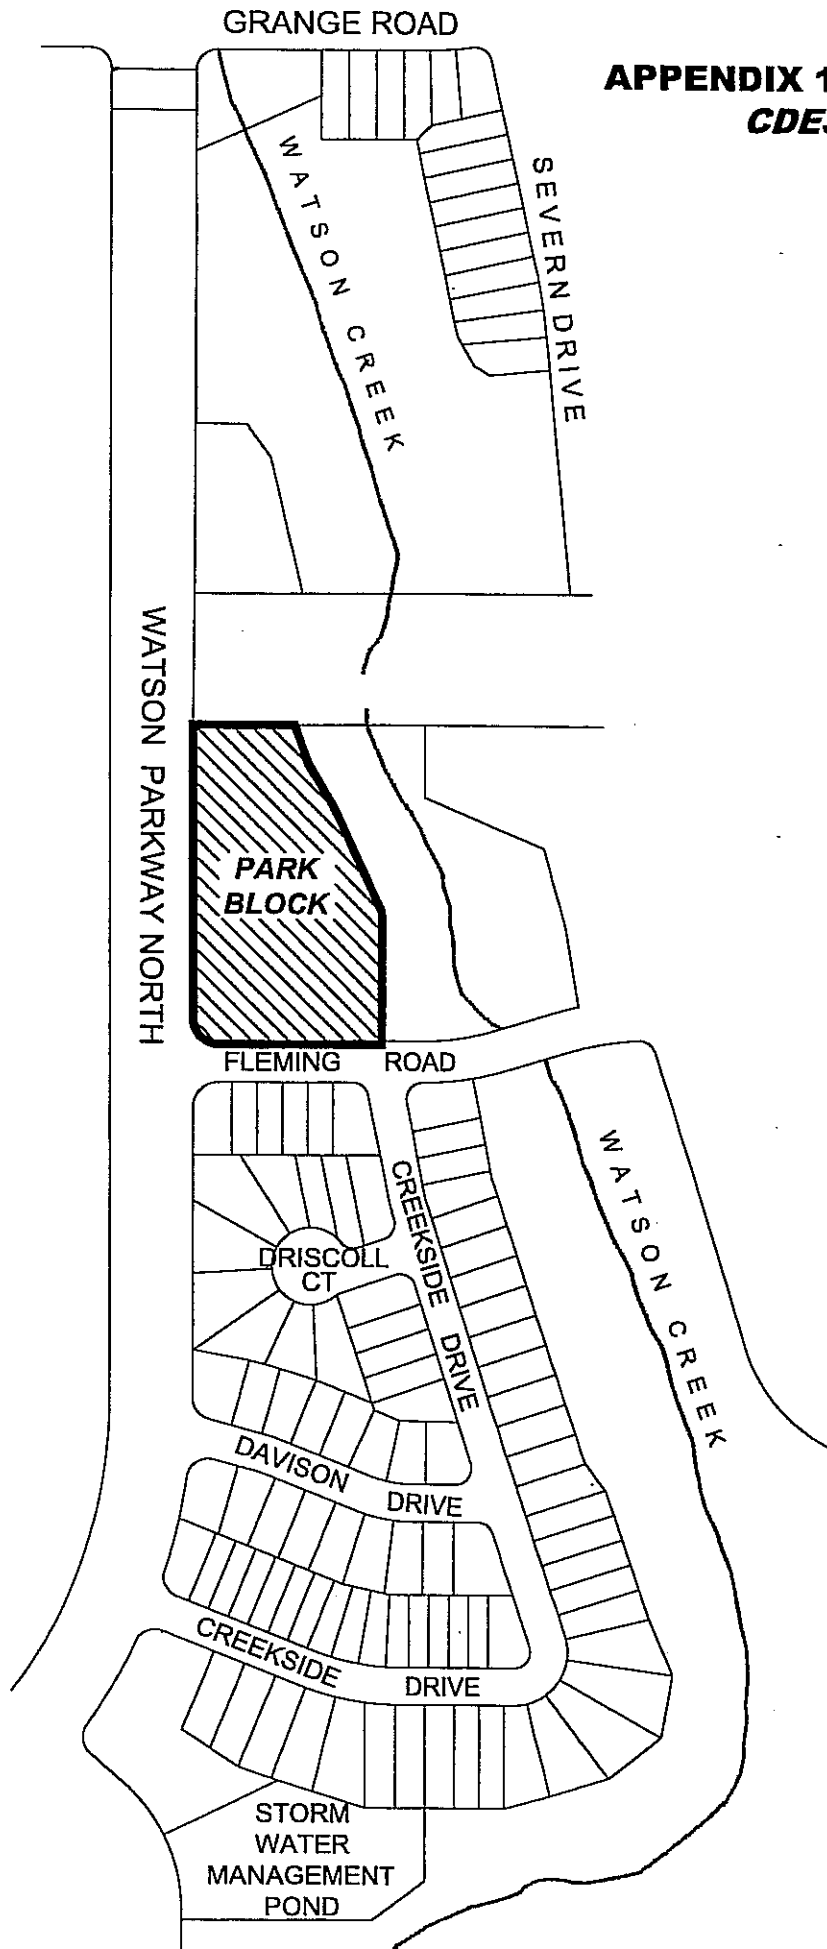 GRANGE ROAD
APPENDIX 1
WATSON CREEK
SEVERN DRIVE
WATSON PARKWAY NORTH
PARK
BLOCK
FLEMING ROAD
WATSON CREEK
CREEKSIDE DRIVE
DRISCOLL
CT
DAVISON DRIVE
CREEKSIDE DRIVE
STORM
WATER
MANAGEMENT
POND